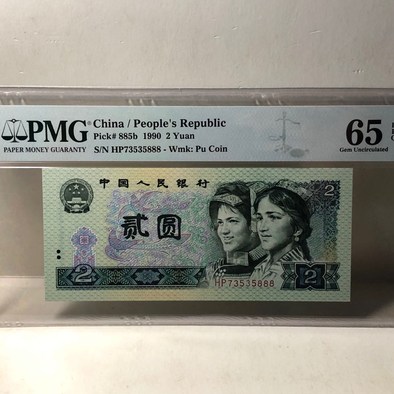 PMG
PAPER MONEY GUARANTY
China / People's Republic
Pick# 885b 1990 2 Yuan
S/N HP73535888 - Wmk: Pu Coin
65
Gem Uncirculated
中国人民银行
贰圆
2
2
2
HP73535888